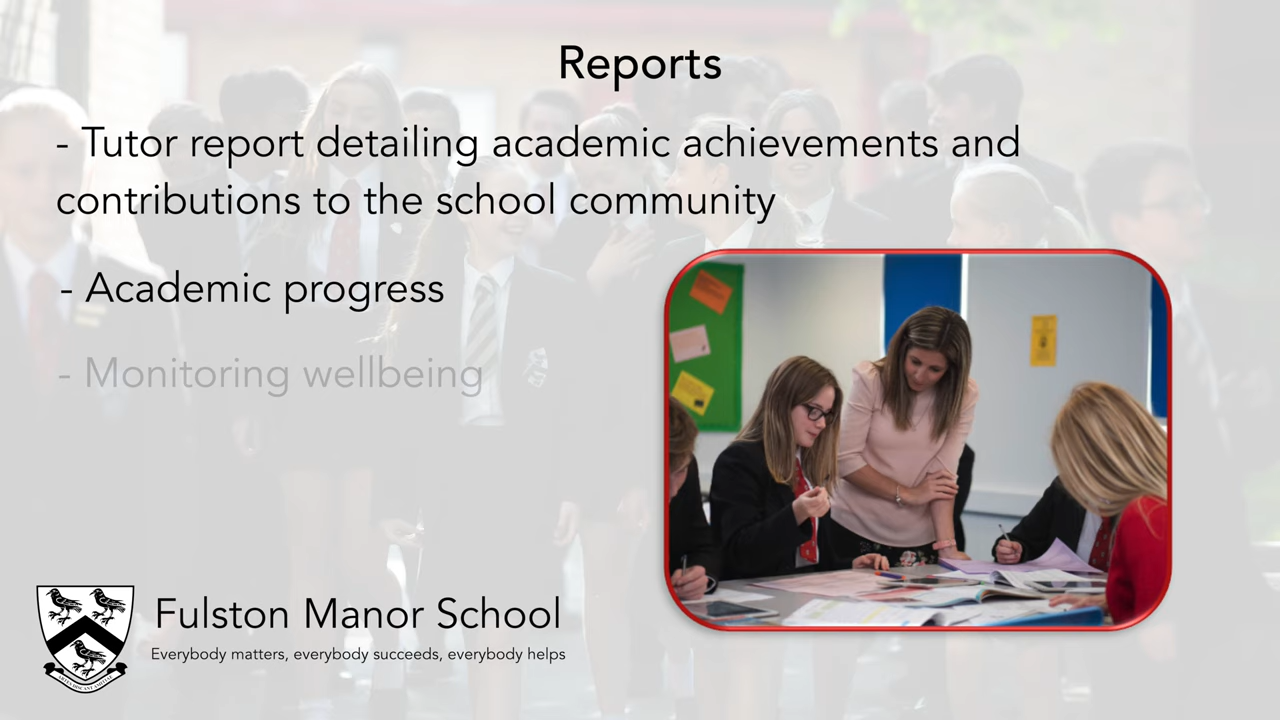 Reports
- Tutor report detailing academic achievements and
contributions to the school community
- Academic progress
- Monitoring wellbeing
Fulston Manor School
Everybody matters, everybody succeeds, everybody helps